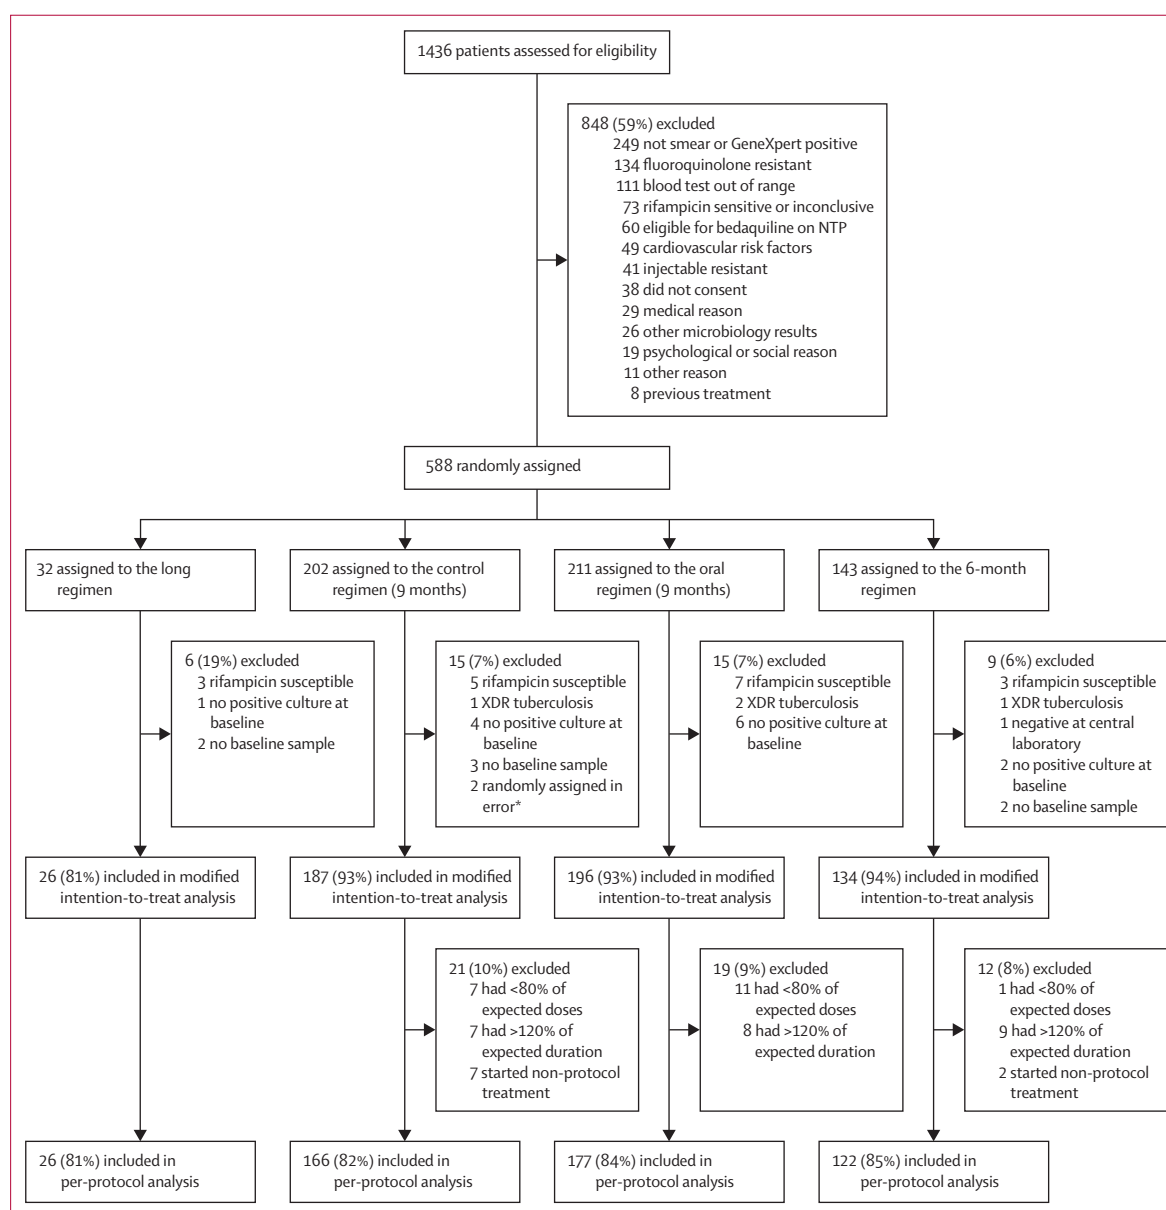 1436 patients assessed for eligibility
848 (59%) excluded
249 not smear or GeneXpert positive
134 fluoroquinolone resistant
111 blood test out of range
73 rifampicin sensitive or inconclusive
60 eligible for bedaquiline on NTP
49 cardiovascular risk factors
41 injectable resistant
38 did not consent
29 medical reason
26 other microbiology results
19 psychological or social reason
11 other reason
8 previous treatment
588 randomly assigned
32 assigned to the long
regimen
202 assigned to the control
regimen (9 months)
211 assigned to the oral
regimen (9 months)
143 assigned to the 6-month
regimen
6 (19%) excluded
3 rifampicin susceptible
1 no positive culture at
baseline
2 no baseline sample
15 (7%) excluded
5 rifampicin susceptible
1 XDR tuberculosis
4 no positive culture at
baseline
3 no baseline sample
2 randomly assigned in
error*
15 (7%) excluded
7 rifampicin susceptible
2 XDR tuberculosis
6 no positive culture at
baseline
9 (6%) excluded
3 rifampicin susceptible
1 XDR tuberculosis
1 negative at central
laboratory
2 no positive culture at
baseline
2 no baseline sample
26 (81%) included in modified
intention-to-treat analysis
187 (93%) included in modified
intention-to-treat analysis
196 (93%) included in modified
intention-to-treat analysis
134 (94%) included in modified
intention-to-treat analysis
21 (10%) excluded
7 had <80% of
expected doses
7 had >120% of
expected duration
7 started non-protocol
treatment
19 (9%) excluded
11 had <80% of
expected doses
8 had >120% of
expected duration
12 (8%) excluded
1 had <80% of
expected doses
9 had >120% of
expected duration
2 started non-protocol
treatment
26 (81%) included in
per-protocol analysis
166 (82%) included in
per-protocol analysis
177 (84%) included in
per-protocol analysis
122 (85%) included in
per-protocol analysis